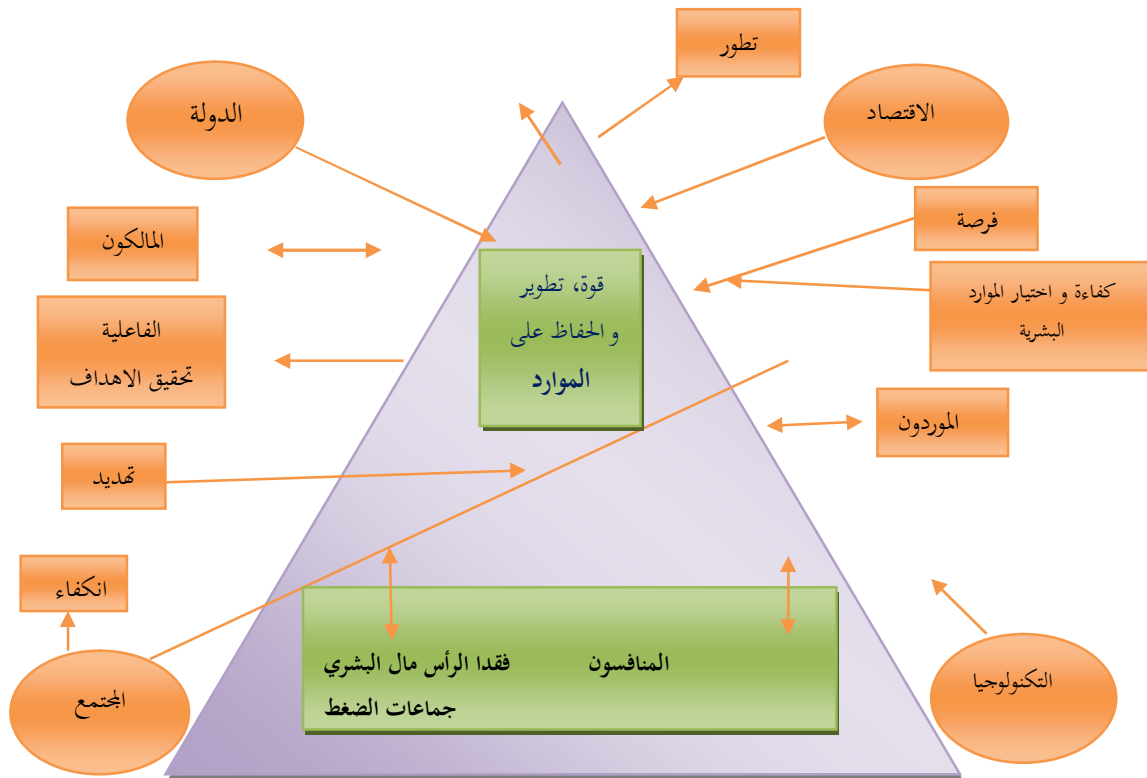 تطور
الاقتصاد
الدولة
فرصة
المالكون
كفاءة و اختيار الموارد
البشرية
قوة، تطوير
و الحفاظ على
الموارد
الفاعلية
تحقيق الاهداف
الموردون
تهديد
انكفاء
المنافسون
فقدا الرأس مال البشري
جماعات الضغط
التكنولوجيا
المجتمع